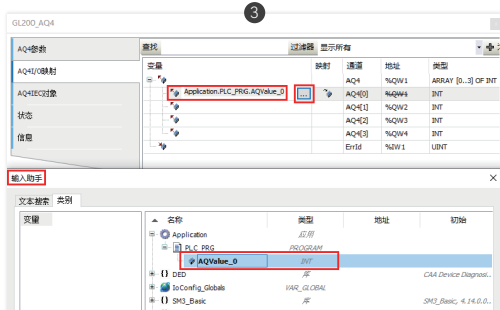 3
GL200_AQ4
AQ4参数
AQ4I/O映射
AQ4IEC对象
状态
信息
查找 过滤器 显示所有
变量 映射 通道 地址 类型
AQ4 %QW1 ARRAY [0..3] OF INT
Application.PLC_PRG.AQValue_0 ... AQ4[0] %QW1 INT
AQ4[1] %QW2 INT
AQ4[2] %QW3 INT
AQ4[3] %QW4 INT
ErrId %IW1 UINT
输入助手
文本搜索 类别
变量
名称 类型 地址 初始
Application 应用
PLC_PRG PROGRAM
AQValue_0 INT
DED 库 CAA Device Diagnosi...
IoConfig_Globals VAR_GLOBAL
SM3_Basic 库 SM3_Basic, 4.14.0.0...